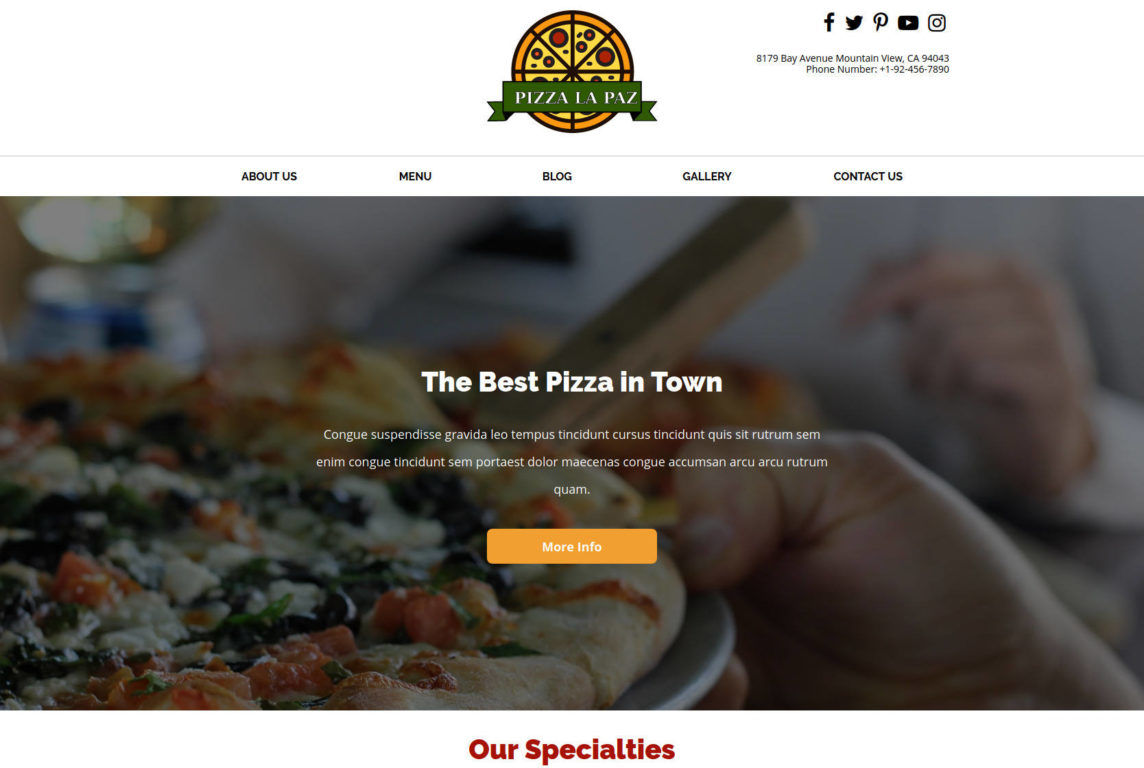 PIZZA LA PAZ
8179 Bay Avenue Mountain View, CA 94043
Phone Number: +1-92-456-7890
ABOUT US MENU BLOG GALLERY CONTACT US
The Best Pizza in Town
Congue suspendisse gravida leo tempus tincidunt cursus tincidunt quis sit rutrum sem
enim congue tincidunt sem portaest dolor maecenas congue accumsan arcu arcu rutrum
quam.
More Info
Our Specialties